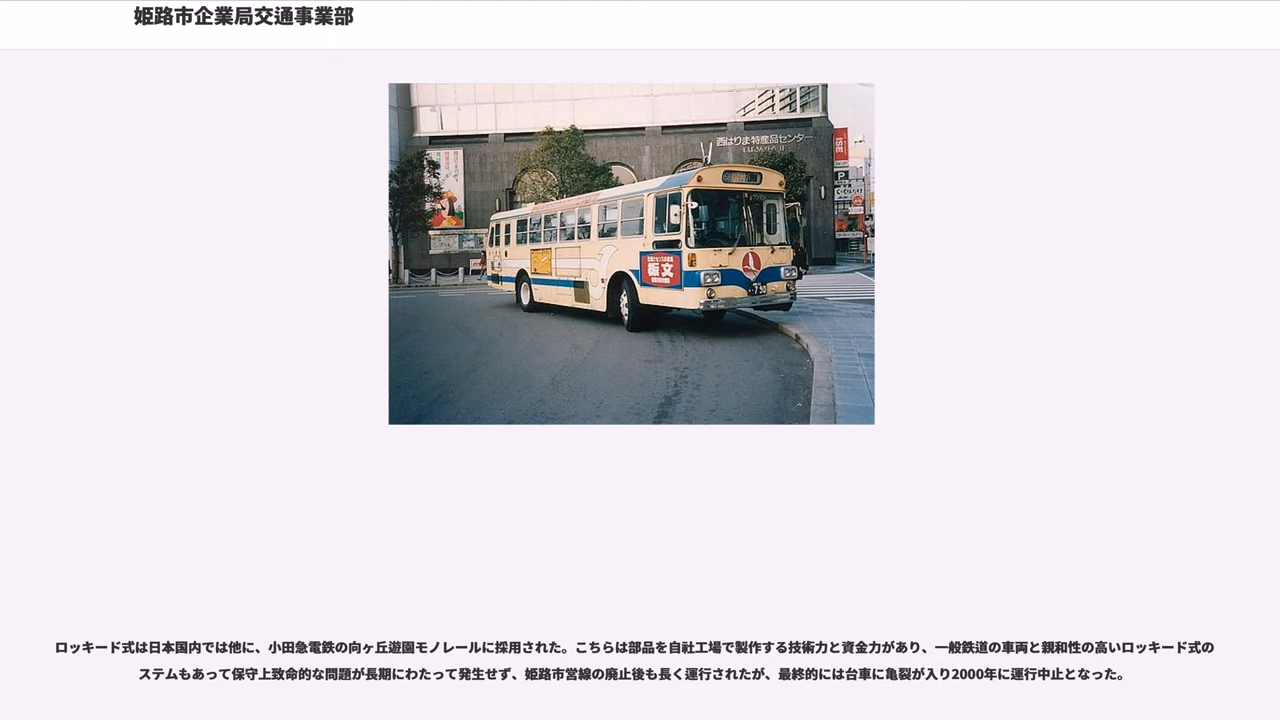 姫路市企業局交通事業部
西はりま特産品センター
ISE
P
板文
・790
ロッキード式は日本国内では他に、小田急電鉄の向ヶ丘遊園モノレールに採用された。こちらは部品を自社工場で製作する技術力と資金力があり、一般鉄道の車両と親和性の高いロッキード式の
ステムもあって保守上致命的な問題が長期にわたって発生せず、姫路市営線の廃止後も長く運行されたが、最終的には台車に亀裂が入り2000年に運行中止となった。